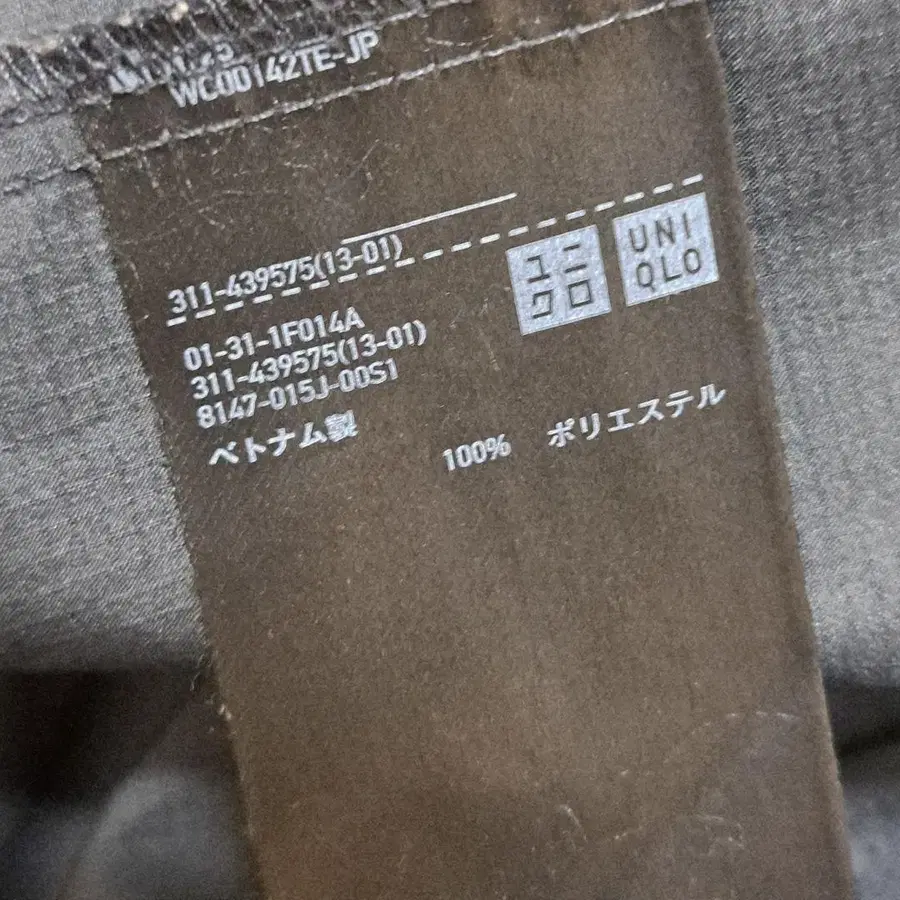 WC00142TE-JP
311-439575(13-01)
ユニ
クロ
UNI
QLO
01-31-1F014A
311-439575(13-01)
8147-015J-00S1
ベトナム製
100% ポリエステル